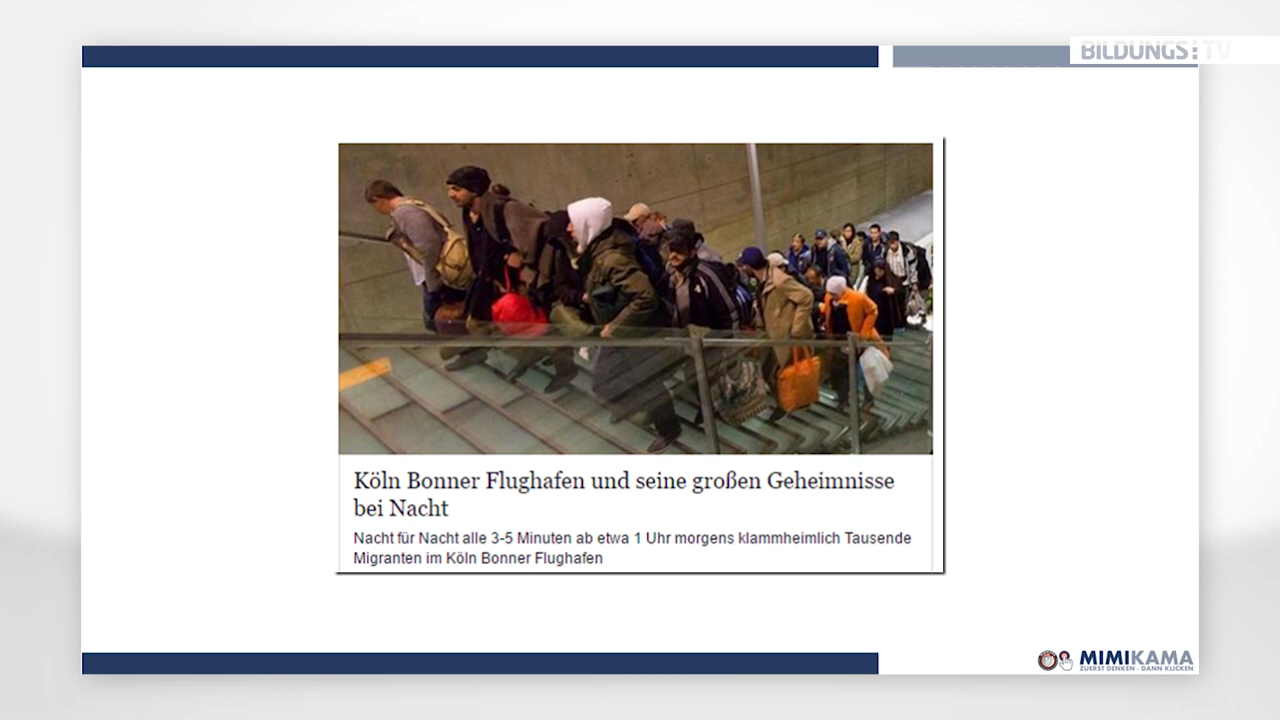 BILDUNGS:TV
Köln Bonner Flughafen und seine großen Geheimnisse
bei Nacht
Nacht für Nacht alle 3-5 Minuten ab etwa 1 Uhr morgens klammheimlich Tausende
Migranten im Köln Bonner Flughafen
MIMIKAMA
ZUERST DENKEN - DANN KLICKEN